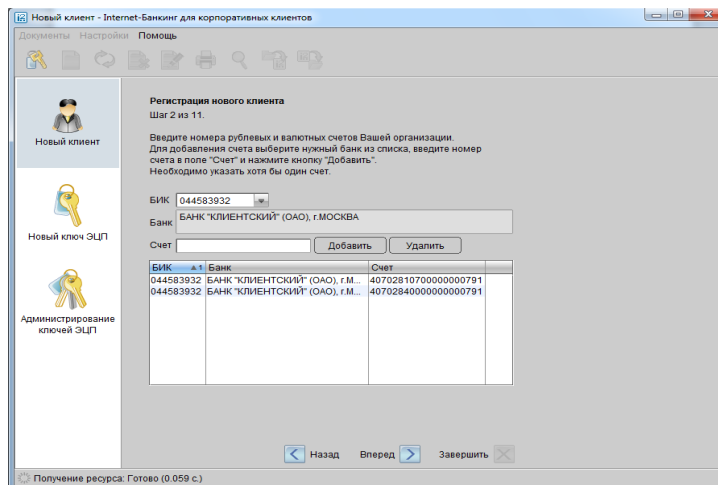 Новый клиент - Internet-Банкинг для корпоративных клиентов
Документы Настройки Помощь
Новый клиент
Новый ключ ЭЦП
Администрирование
ключей ЭЦП
Регистрация нового клиента
Шаг 2 из 11.
Введите номера рублевых и валютных счетов Вашей организации.
Для добавления счета выберите нужный банк из списка, введите номер
счета в поле "Счет" и нажмите кнопку "Добавить".
Необходимо указать хотя бы один счет.
БИК 044583932
Банк БАНК "КЛИЕНТСКИЙ" (ОАО), г.МОСКВА
Счет Добавить Удалить
БИК 1 Банк Счет
044583932 БАНК "КЛИЕНТСКИЙ" (ОАО), г.М... 40702810700000000791
044583932 БАНК "КЛИЕНТСКИЙ" (ОАО), г.М... 40702840000000000791
Назад Вперед Завершить
Получение ресурса: Готово (0.059 с.)